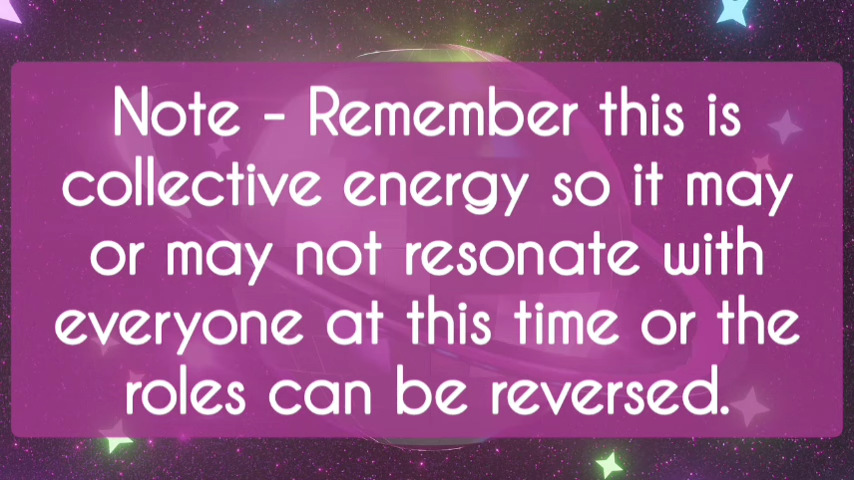 Note - Remember this is
collective energy so it may
or may not resonate with
everyone at this time or the
roles can be reversed.